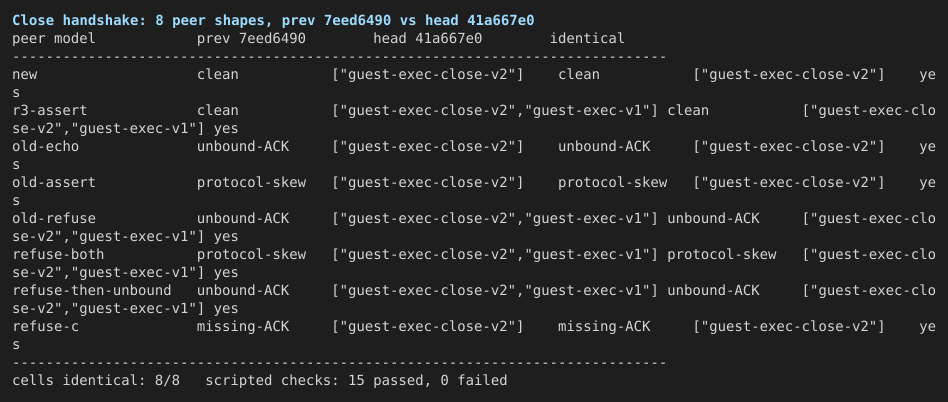 Close handshake: 8 peer shapes, prev 7eed6490 vs head 41a667e0
peer model            prev 7eed6490        head 41a667e0        identical
------------------------------------------------------------------------------
new                   clean           ["guest-exec-close-v2"]    clean           ["guest-exec-close-v2"]    ye
s
r3-assert             clean           ["guest-exec-close-v2","guest-exec-v1"] clean           ["guest-exec-clo
se-v2","guest-exec-v1"] yes
old-echo              unbound-ACK     ["guest-exec-close-v2"]    unbound-ACK     ["guest-exec-close-v2"]    ye
s
old-assert            protocol-skew   ["guest-exec-close-v2"]    protocol-skew   ["guest-exec-close-v2"]    ye
s
old-refuse            unbound-ACK     ["guest-exec-close-v2","guest-exec-v1"] unbound-ACK     ["guest-exec-clo
se-v2","guest-exec-v1"] yes
refuse-both           protocol-skew   ["guest-exec-close-v2","guest-exec-v1"] protocol-skew   ["guest-exec-clo
se-v2","guest-exec-v1"] yes
refuse-then-unbound   unbound-ACK     ["guest-exec-close-v2","guest-exec-v1"] unbound-ACK     ["guest-exec-clo
se-v2","guest-exec-v1"] yes
refuse-c              missing-ACK     ["guest-exec-close-v2"]    missing-ACK     ["guest-exec-close-v2"]    ye
s
------------------------------------------------------------------------------
cells identical: 8/8   scripted checks: 15 passed, 0 failed